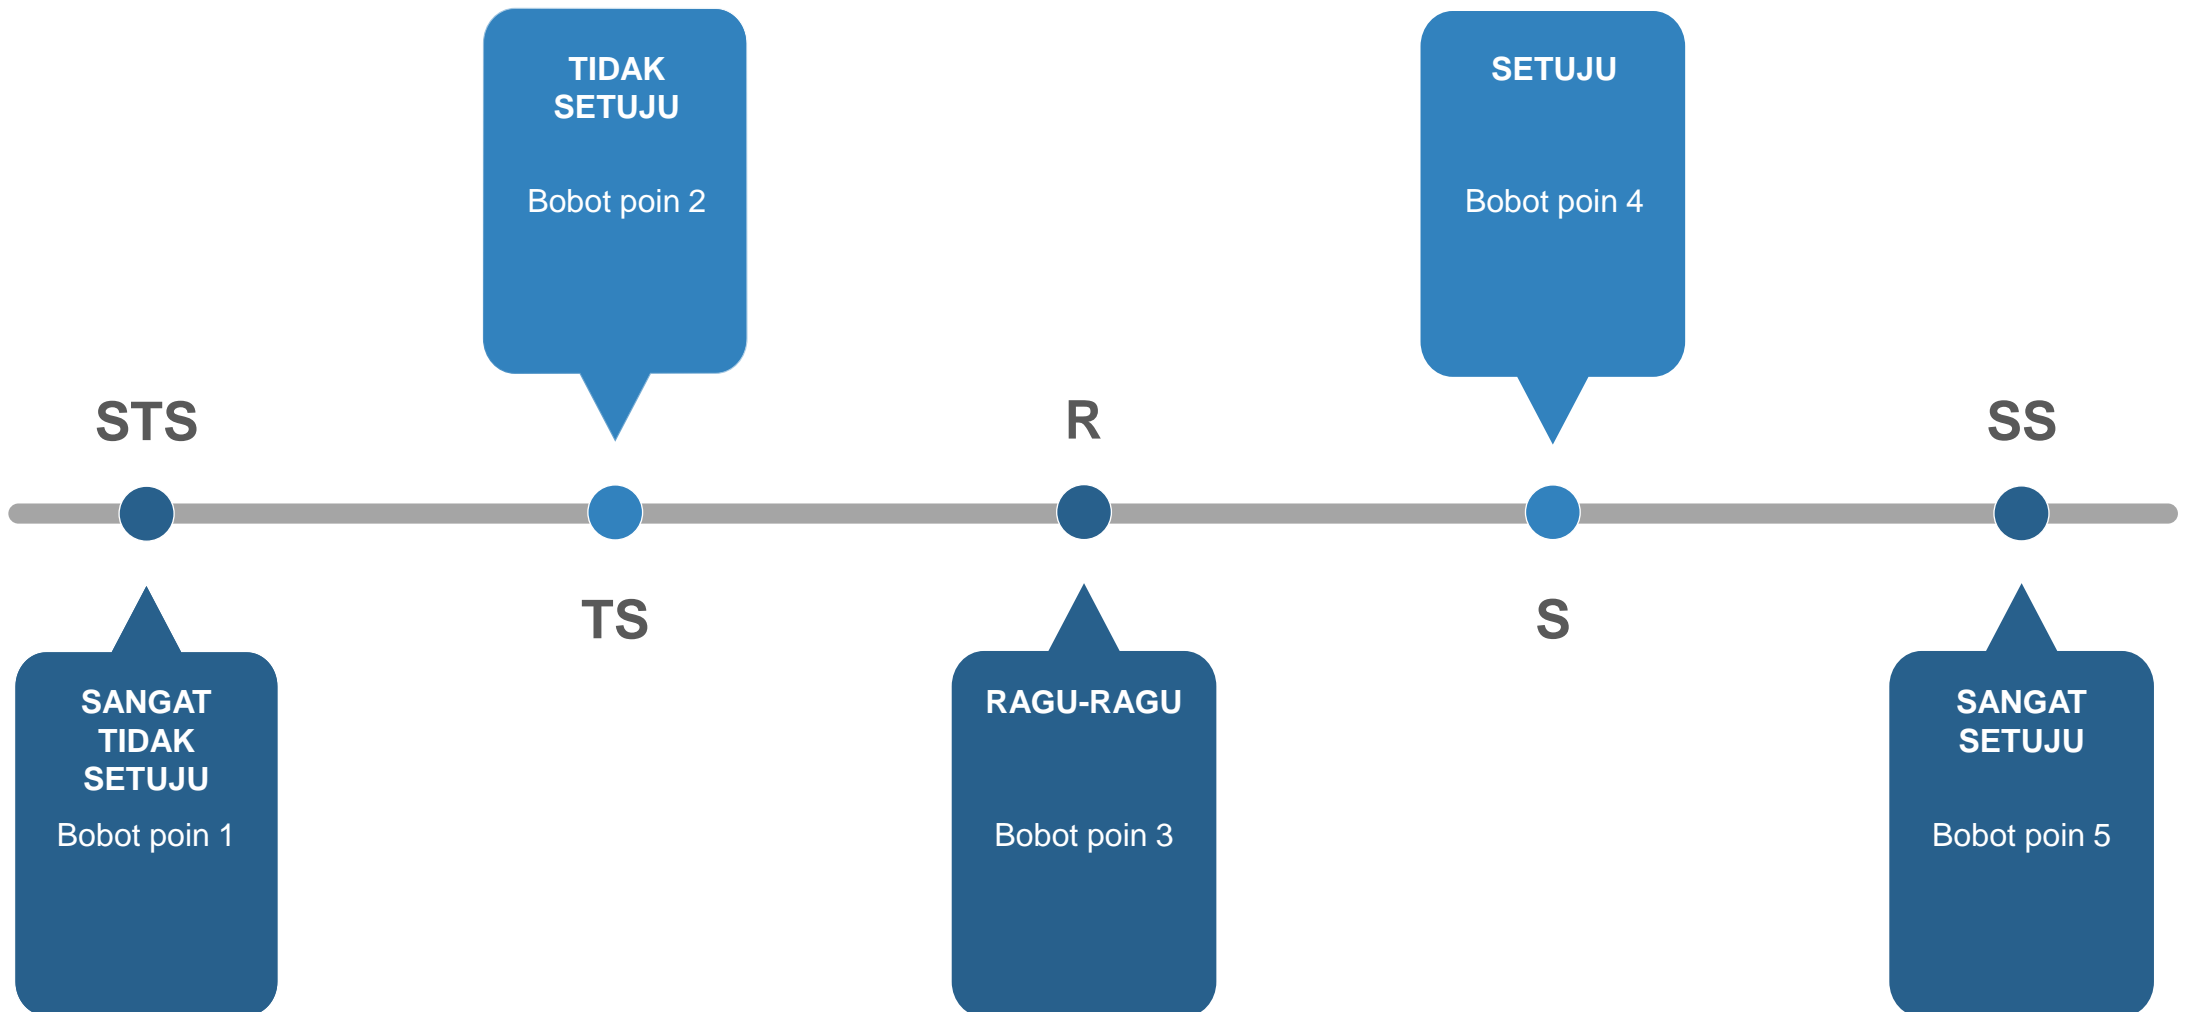 TIDAK
SETUJU
Bobot poin 2
SETUJU
Bobot poin 4
STS
R
SS
TS
S
SANGAT
TIDAK
SETUJU
Bobot poin 1
RAGU-RAGU
Bobot poin 3
SANGAT
SETUJU
Bobot poin 5